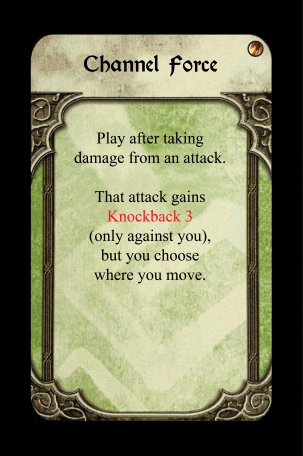 Channel Force
Play after taking
damage from an attack.
That attack gains
Knockback 3
(only against you),
but you choose
where you move.